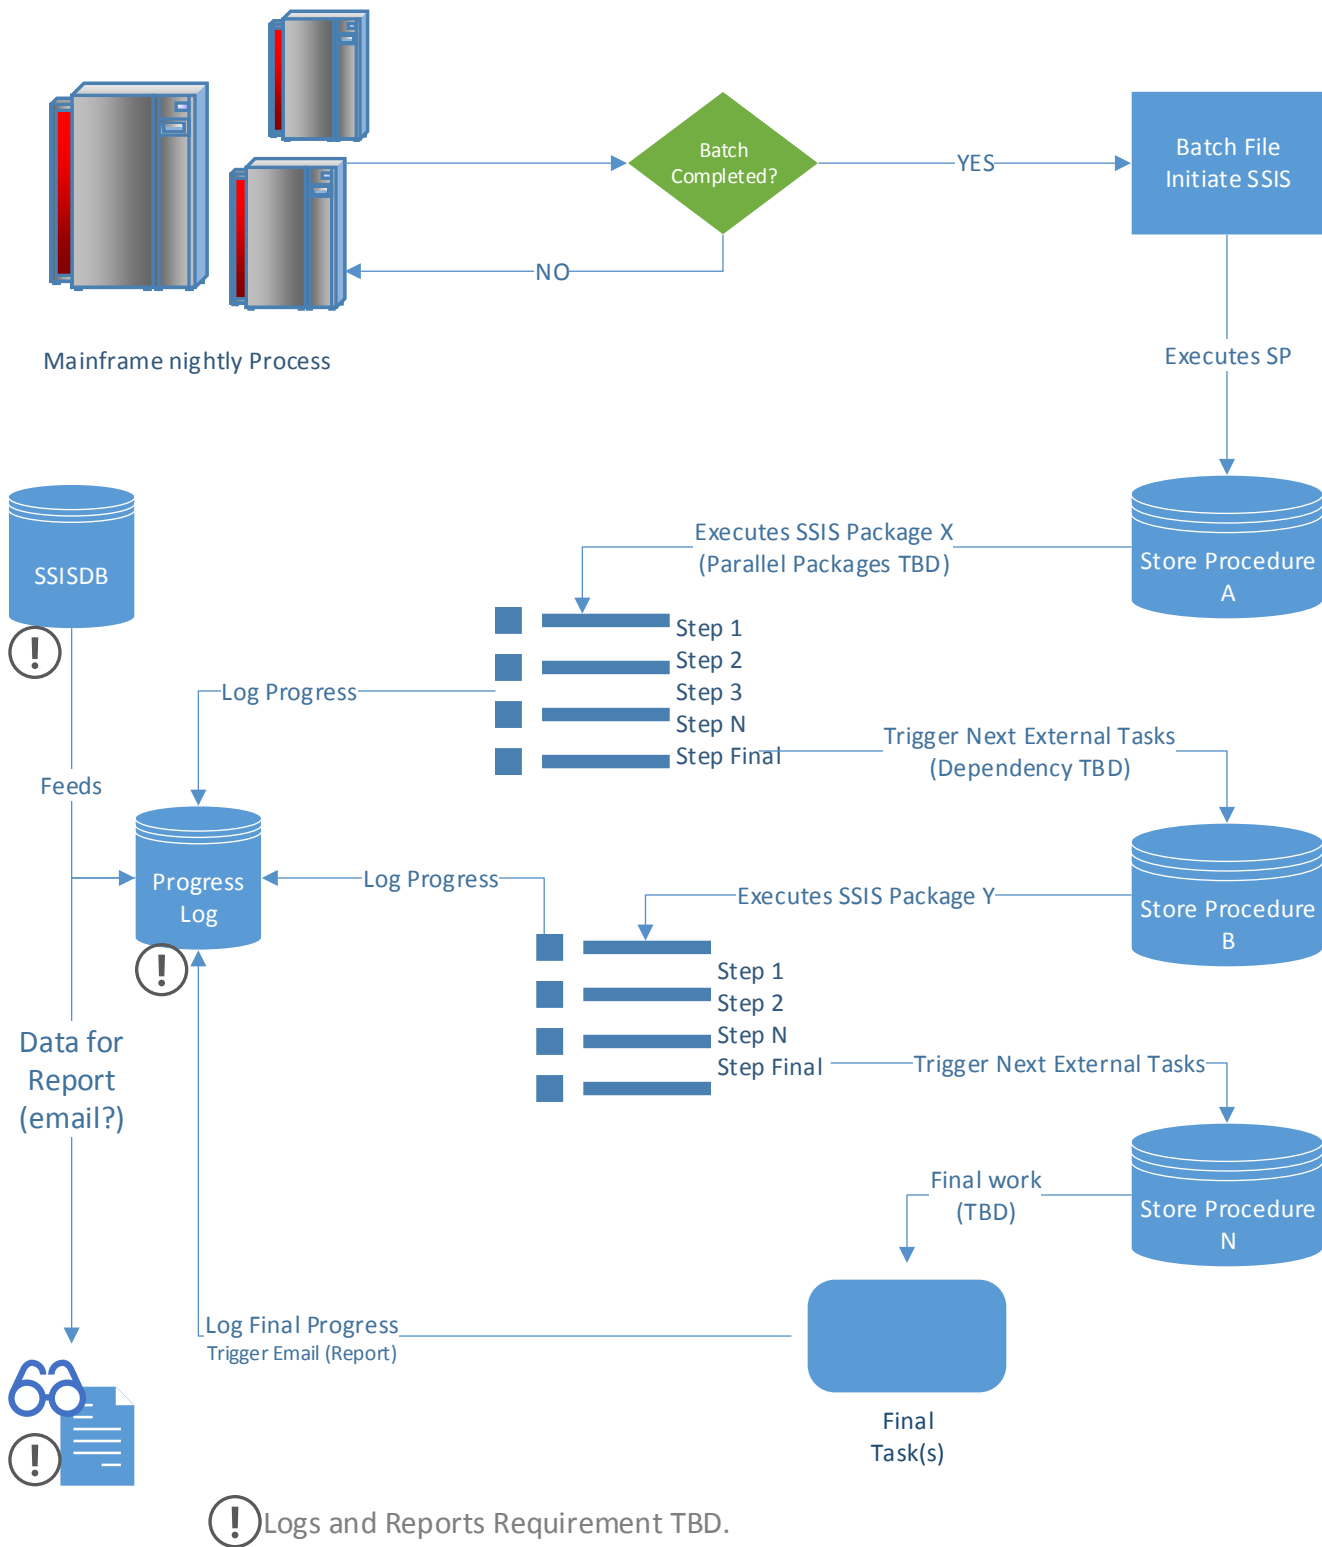 Batch
Completed?
YES
Batch File
Initiate SSIS
NO
Mainframe nightly Process
Executes SP
SSISDB
Executes SSIS Package X
(Parallel Packages TBD)
Store Procedure
A
Step 1
Step 2
Step 3
Step N
Step Final
Log Progress
Trigger Next External Tasks
(Dependency TBD)
Feeds
Progress
Log
Log Progress
Executes SSIS Package Y
Store Procedure
B
Step 1
Step 2
Step N
Step Final
Trigger Next External Tasks
Data for
Report
(email?)
Final work
(TBD)
Store Procedure
N
Log Final Progress
Trigger Email (Report)
Final
Task(s)
! Logs and Reports Requirement TBD.